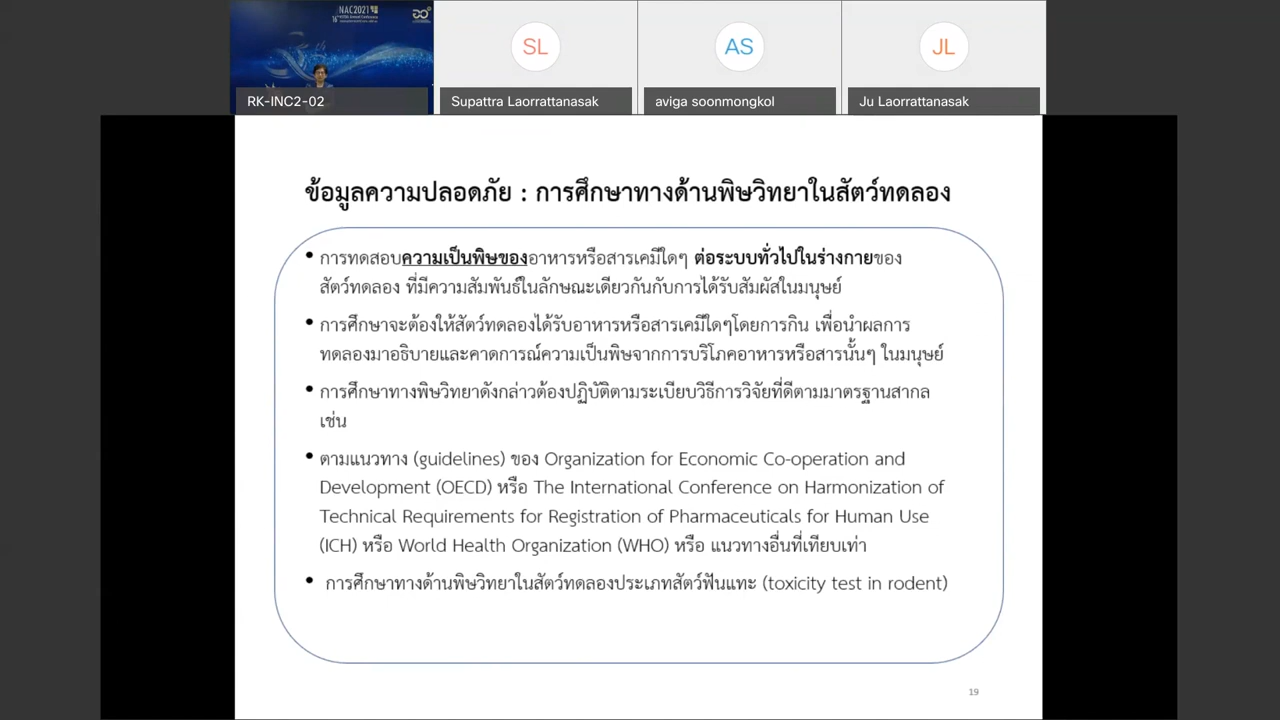 NAC2021
RK-INC2-02
SL
Supattra Laorrattanasak
AS
aviga soonmongkol
JL
Ju Laorrattanasak
ข้อมูลความปลอดภัย : การศึกษาทางด้านพิษวิทยาในสัตว์ทดลอง
• การทดสอบความเป็นพิษของอาหารหรือสารเคมีใดๆ ต่อระบบทั่วไปในร่างกายของ
สัตว์ทดลอง ที่มีความสัมพันธ์ในลักษณะเดียวกันกับการได้รับสัมผัสในมนุษย์
• การศึกษาจะต้องให้สัตว์ทดลองได้รับอาหารหรือสารเคมีใดๆโดยการกิน เพื่อนำผลการ
ทดลองมาอธิบายและคาดการณ์ความเป็นพิษจากการบริโภคอาหารหรือสารนั้นๆ ในมนุษย์
• การศึกษาทางพิษวิทยาดังกล่าวต้องปฏิบัติตามระเบียบวิธีการวิจัยที่ดีตามมาตรฐานสากล
เช่น
• ตามแนวทาง (guidelines) ของ Organization for Economic Co-operation and
Development (OECD) หรือ The International Conference on Harmonization of
Technical Requirements for Registration of Pharmaceuticals for Human Use
(ICH) หรือ World Health Organization (WHO) หรือ แนวทางอื่นที่เทียบเท่า
• การศึกษาทางด้านพิษวิทยาในสัตว์ทดลองประเภทสัตว์ฟันแทะ (toxicity test in rodent)
19